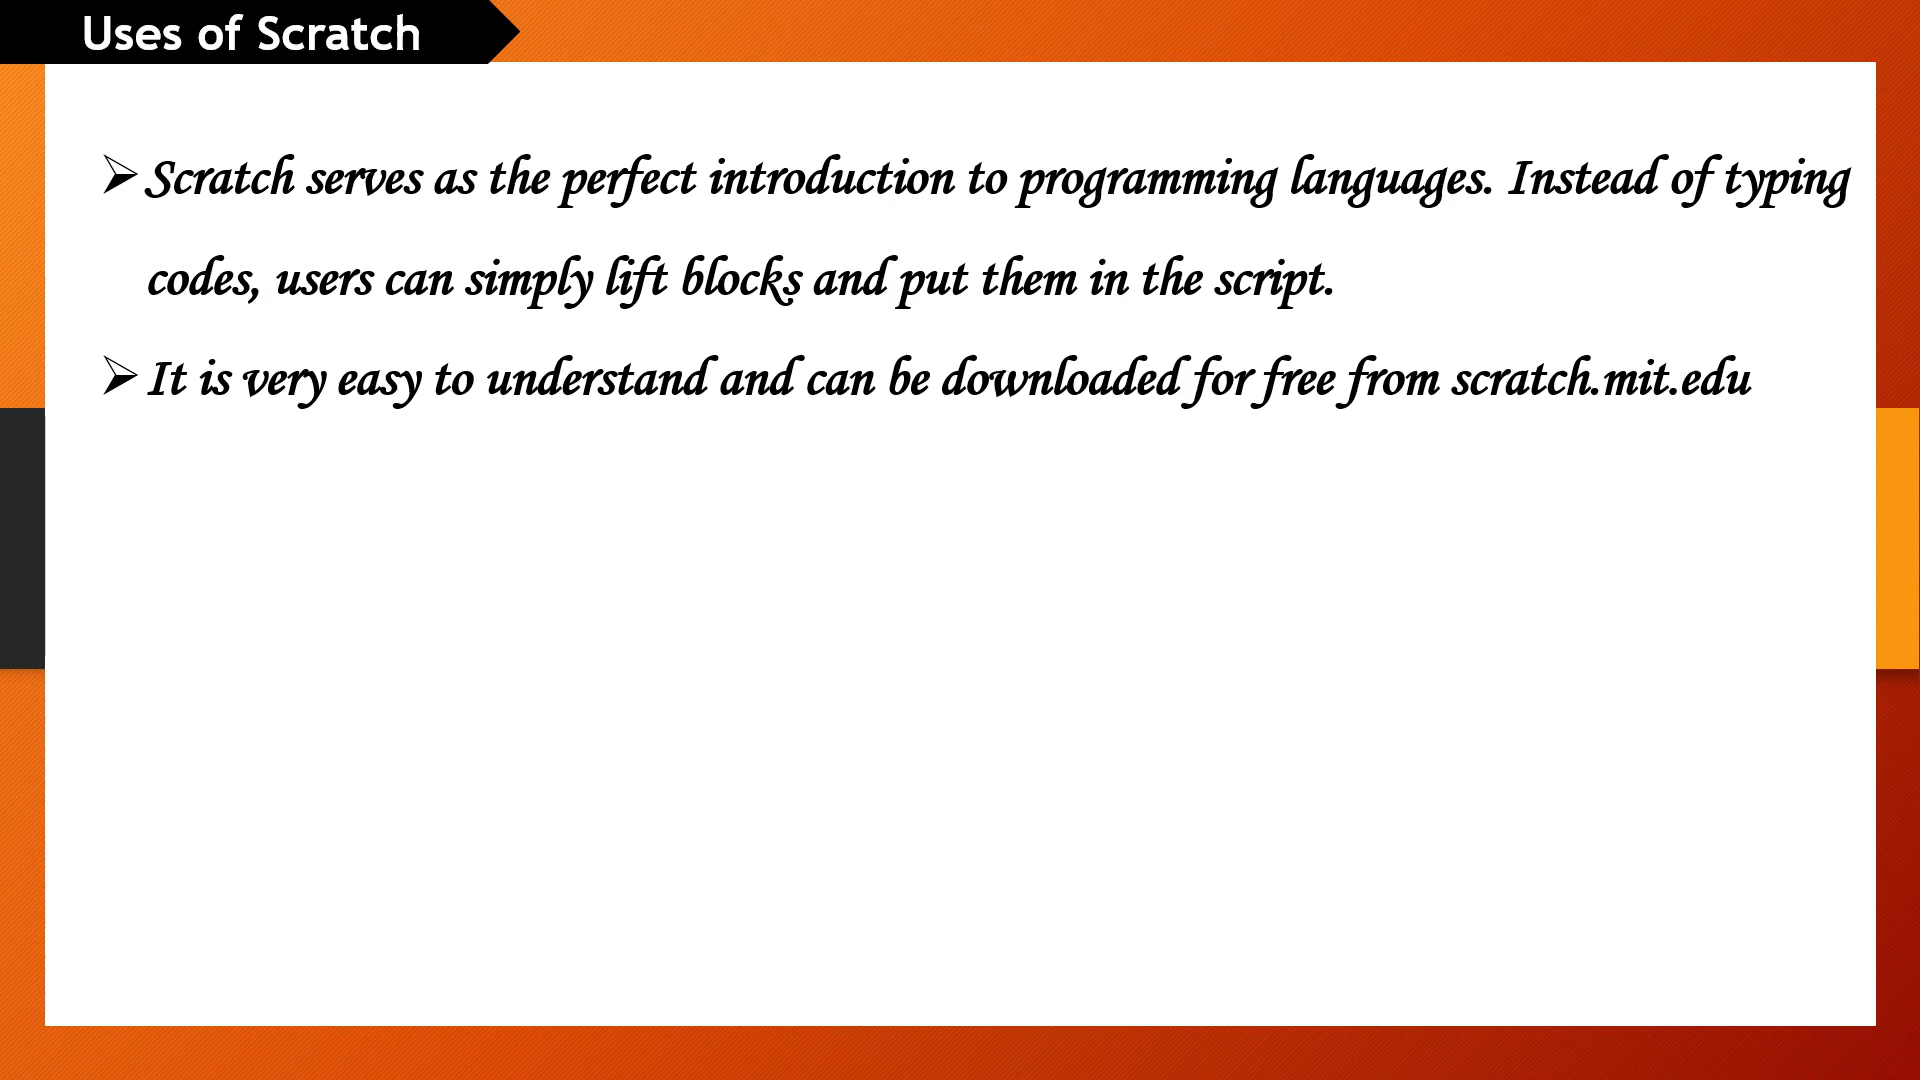 Uses of Scratch
➢ Scratch serves as the perfect introduction to programming languages. Instead of typing
codes, users can simply lift blocks and put them in the script.
➢ It is very easy to understand and can be downloaded for free from scratch.mit.edu